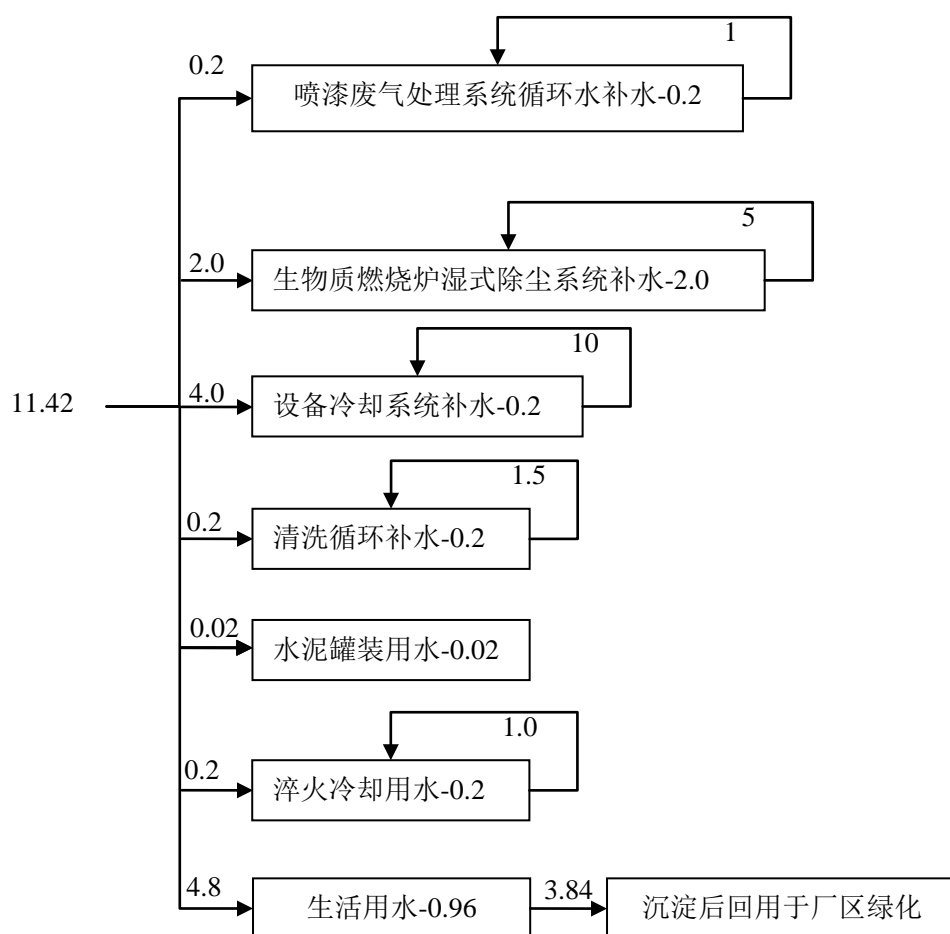 1
0.2
喷漆废气处理系统循环水补水-0.2
5
2.0
生物质燃烧炉湿式除尘系统补水-2.0
10
11.42
4.0
设备冷却系统补水-0.2
1.5
0.2
清洗循环补水-0.2
0.02
水泥罐装用水-0.02
1.0
0.2
淬火冷却用水-0.2
4.8
生活用水-0.96
3.84
沉淀后回用于厂区绿化